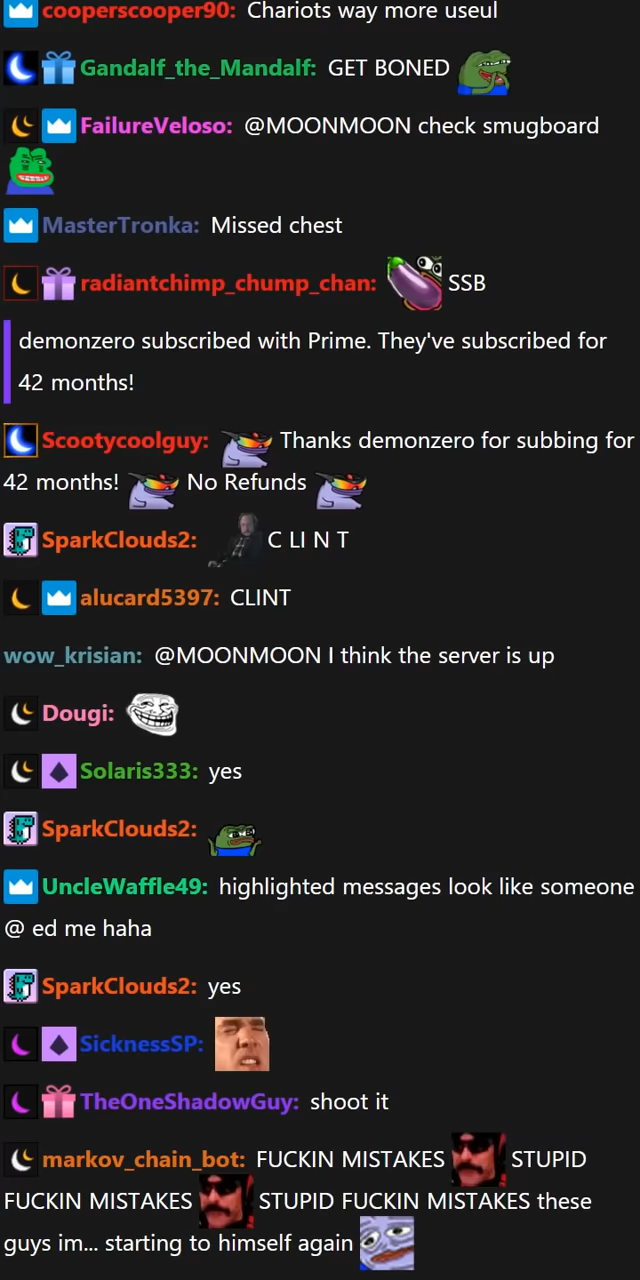 cooperscooper90: Chariots way more useul
Gandalf_the_Mandalf: GET BONED
FailureVeloso: @MOONMOON check smugboard
MasterTronka: Missed chest
radiantchimp_chump_chan: SSB
demonzero subscribed with Prime. They've subscribed for
42 months!
Scootycoolguy: Thanks demonzero for subbing for
42 months! No Refunds
SparkClouds2: C LI N T
alucard5397: CLINT
wow_krisian: @MOONMOON I think the server is up
Dougi:
Solaris333: yes
SparkClouds2:
UncleWaffle49: highlighted messages look like someone
@ ed me haha
SparkClouds2: yes
SicknessSP:
TheOneShadowGuy: shoot it
markov_chain_bot: FUCKIN MISTAKES STUPID
FUCKIN MISTAKES STUPID FUCKIN MISTAKES these
guys im... starting to himself again